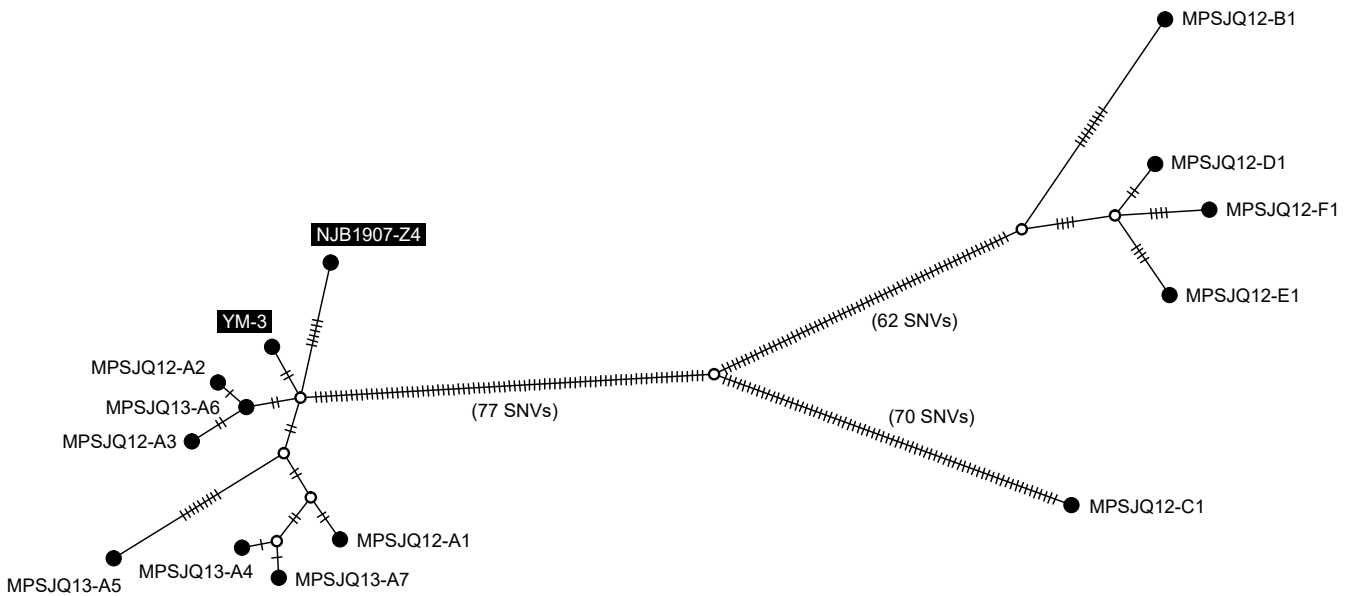 MPSJQ12-B1
MPSJQ12-D1
MPSJQ12-F1
NJB1907-Z4
MPSJQ12-E1
YM-3
(62 SNVs)
MPSJQ12-A2
MPSJQ13-A6
(77 SNVs)
(70 SNVs)
MPSJQ12-A3
MPSJQ12-C1
MPSJQ12-A1
MPSJQ13-A4
MPSJQ13-A7
MPSJQ13-A5